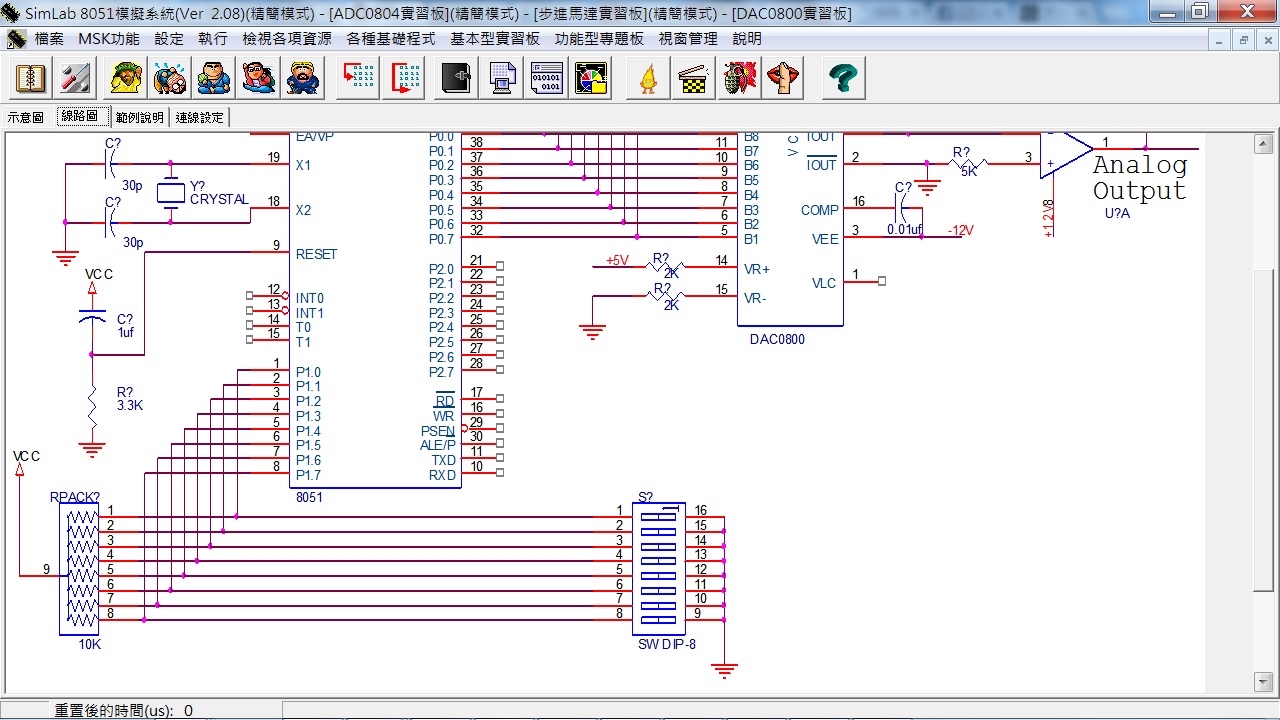 SimLab 8051模擬系統(Ver 2.08)(精簡模式) - [ADC0804實習板](精簡模式) - [步進馬達實習板](精簡模式) - [DAC0800實習板]
檔案 MSK功能 設定 執行 檢視各項資源 各種基礎程式 基本型實習板 功能型專題板 視窗管理 說明
示意圖 線路圖 範例說明 連線設定
C?
30p
Y?
CRYSTAL
C?
30p
VCC
C?
1uf
R?
3.3K
VCC
EA/VP
19 X1
18 X2
9 RESET
12 INT0
13 INT1
14 T0
15 T1
1 P1.0
2 P1.1
3 P1.2
4 P1.3
5 P1.4
6 P1.5
7 P1.6
8 P1.7
P0.0
P0.1 38
P0.2 37
P0.3 36
P0.4 35
P0.5 34
P0.6 33
P0.7 32
P2.0 21
P2.1 22
P2.2 23
P2.3 24
P2.4 25
P2.5 26
P2.6 27
P2.7 28
RD 17
WR 16
PSEN 29
ALE/P 30
TXD 11
RXD 10
8051
B8
11 B7
10 B6
9 B5
8 B4
7 B3
6 B2
5 B1
+5V R? 2K 14 VR+
R? 2K 15 VR-
VC
IOUT
IOUT 2
COMP 16
VEE 3
VLC 1
DAC0800
R?
5K
3
+
1
C?
0.01uf
-12V
+12V
8
Analog
Output
U?A
RPACK?
9
1
2
3
4
5
6
7
8
10K
S?
1 16
2 15
3 14
4 13
5 12
6 11
7 10
8 9
SW DIP-8
重置後的時間(us): 0